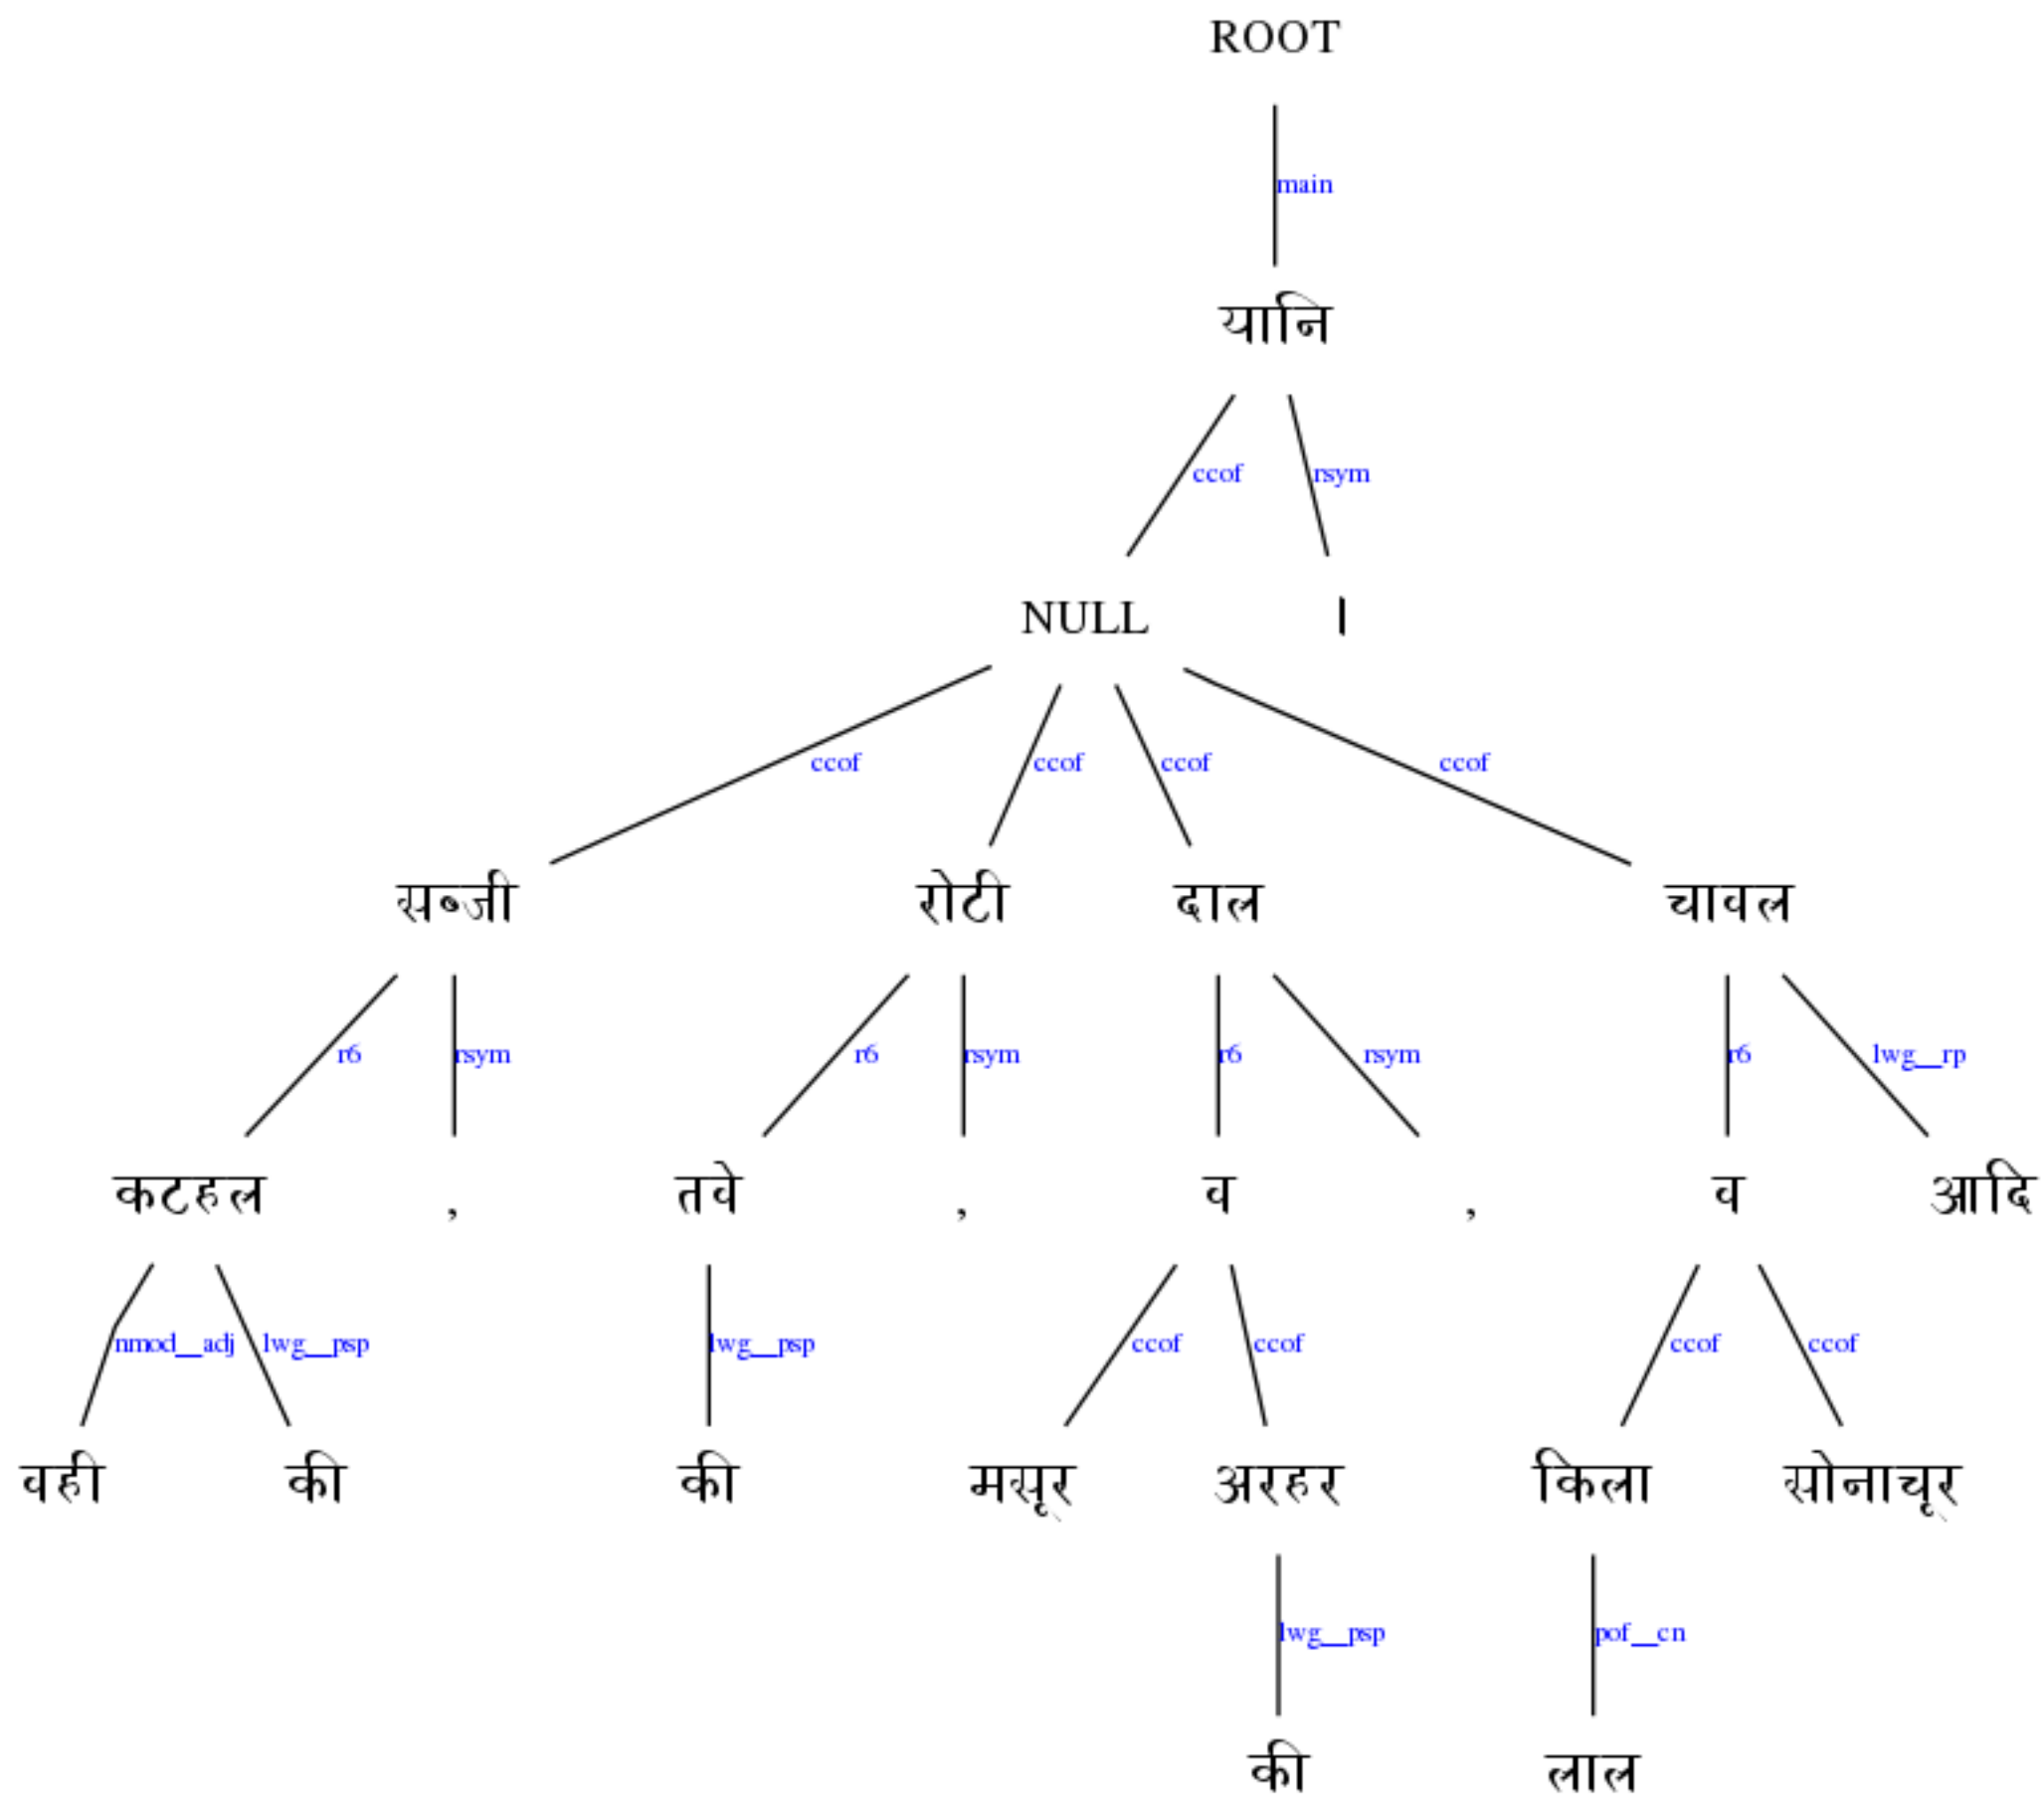 ROOT
main
यानि
ccof rsym
NULL ।
ccof ccof ccof ccof
सब्जी रोटी दाल चावल
r6 rsym r6 rsym r6 rsym r6 lwg__rp
कटहल , तवे , व , व आदि
nmod__adj lwg__psp lwg__psp ccof ccof ccof ccof
वही की की मसूर अरहर किला सोनाचूर
lwg__psp pof__cn
की लाल